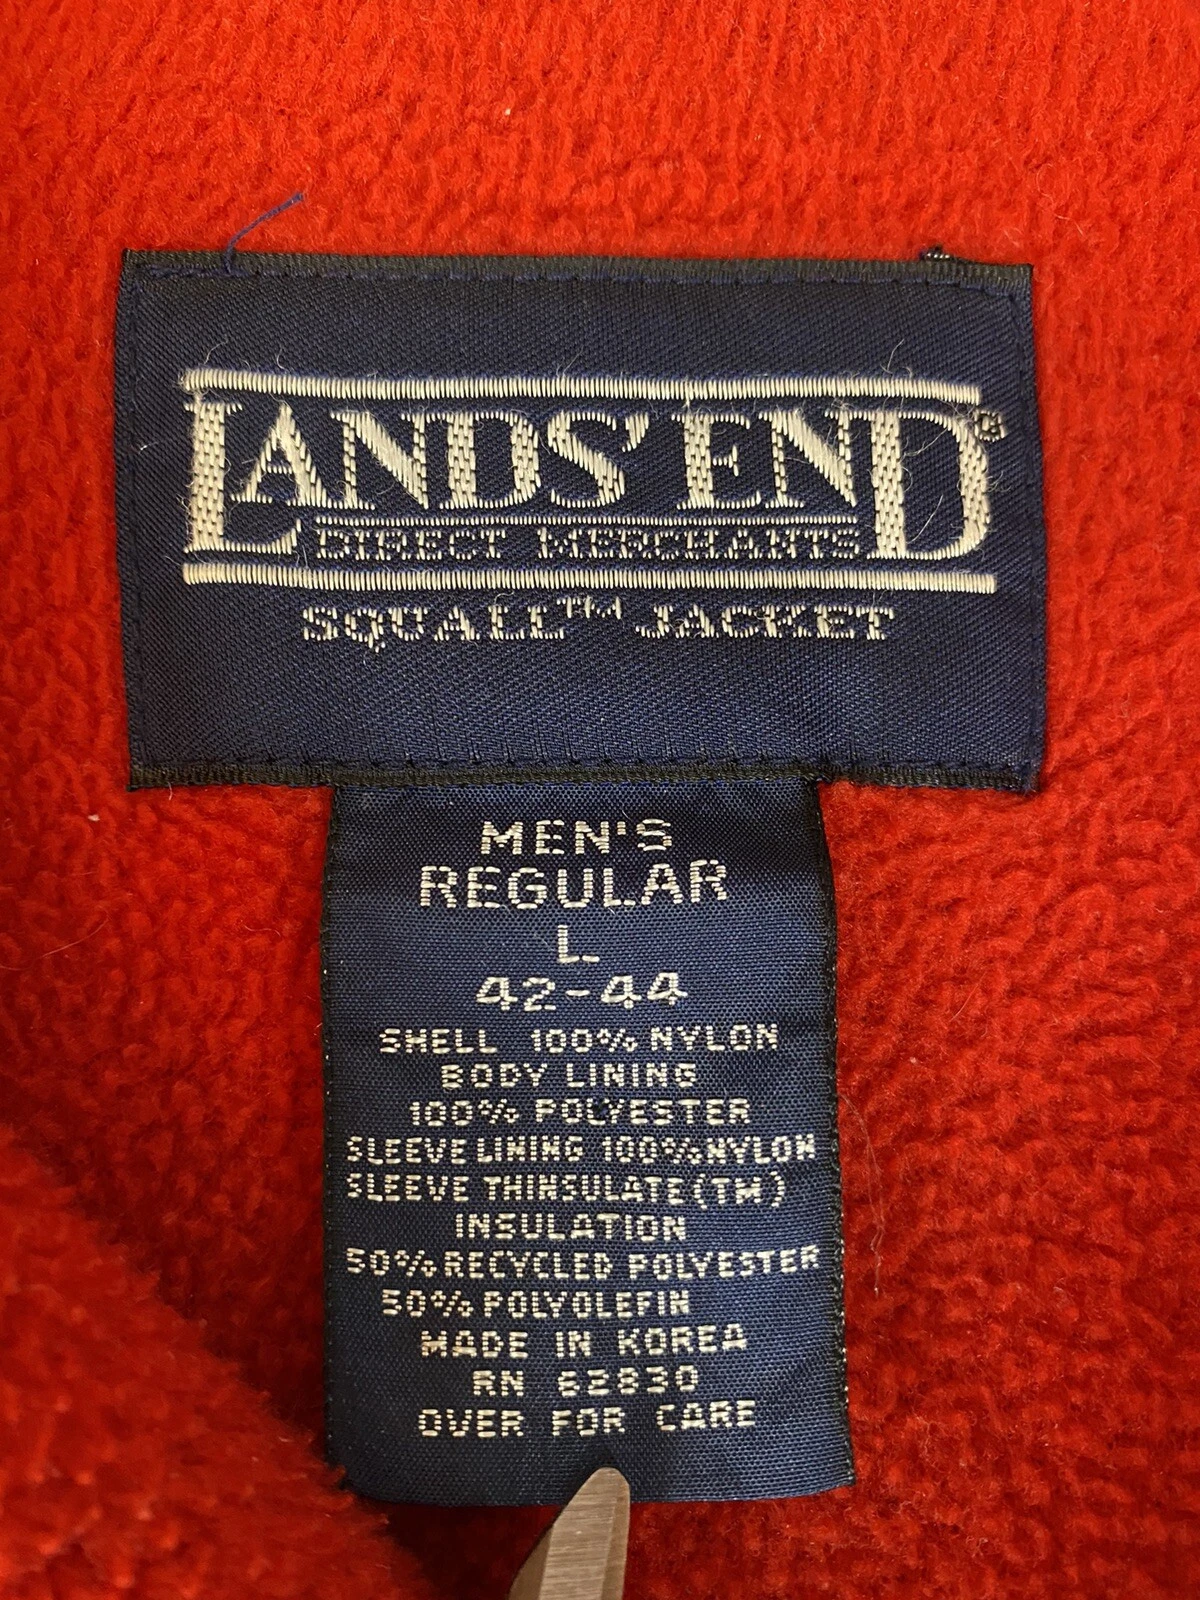 LANDS' END®
DIRECT MERCHANTS
SQUALL™ JACKET
MEN'S
REGULAR
L
42-44
SHELL 100% NYLON
BODY LINING
100% POLYESTER
SLEEVE LINING 100% NYLON
SLEEVE THINSULATE (TM)
INSULATION
50% RECYCLED POLYESTER
50% POLYOLEFIN
MADE IN KOREA
RN 62830
OVER FOR CARE